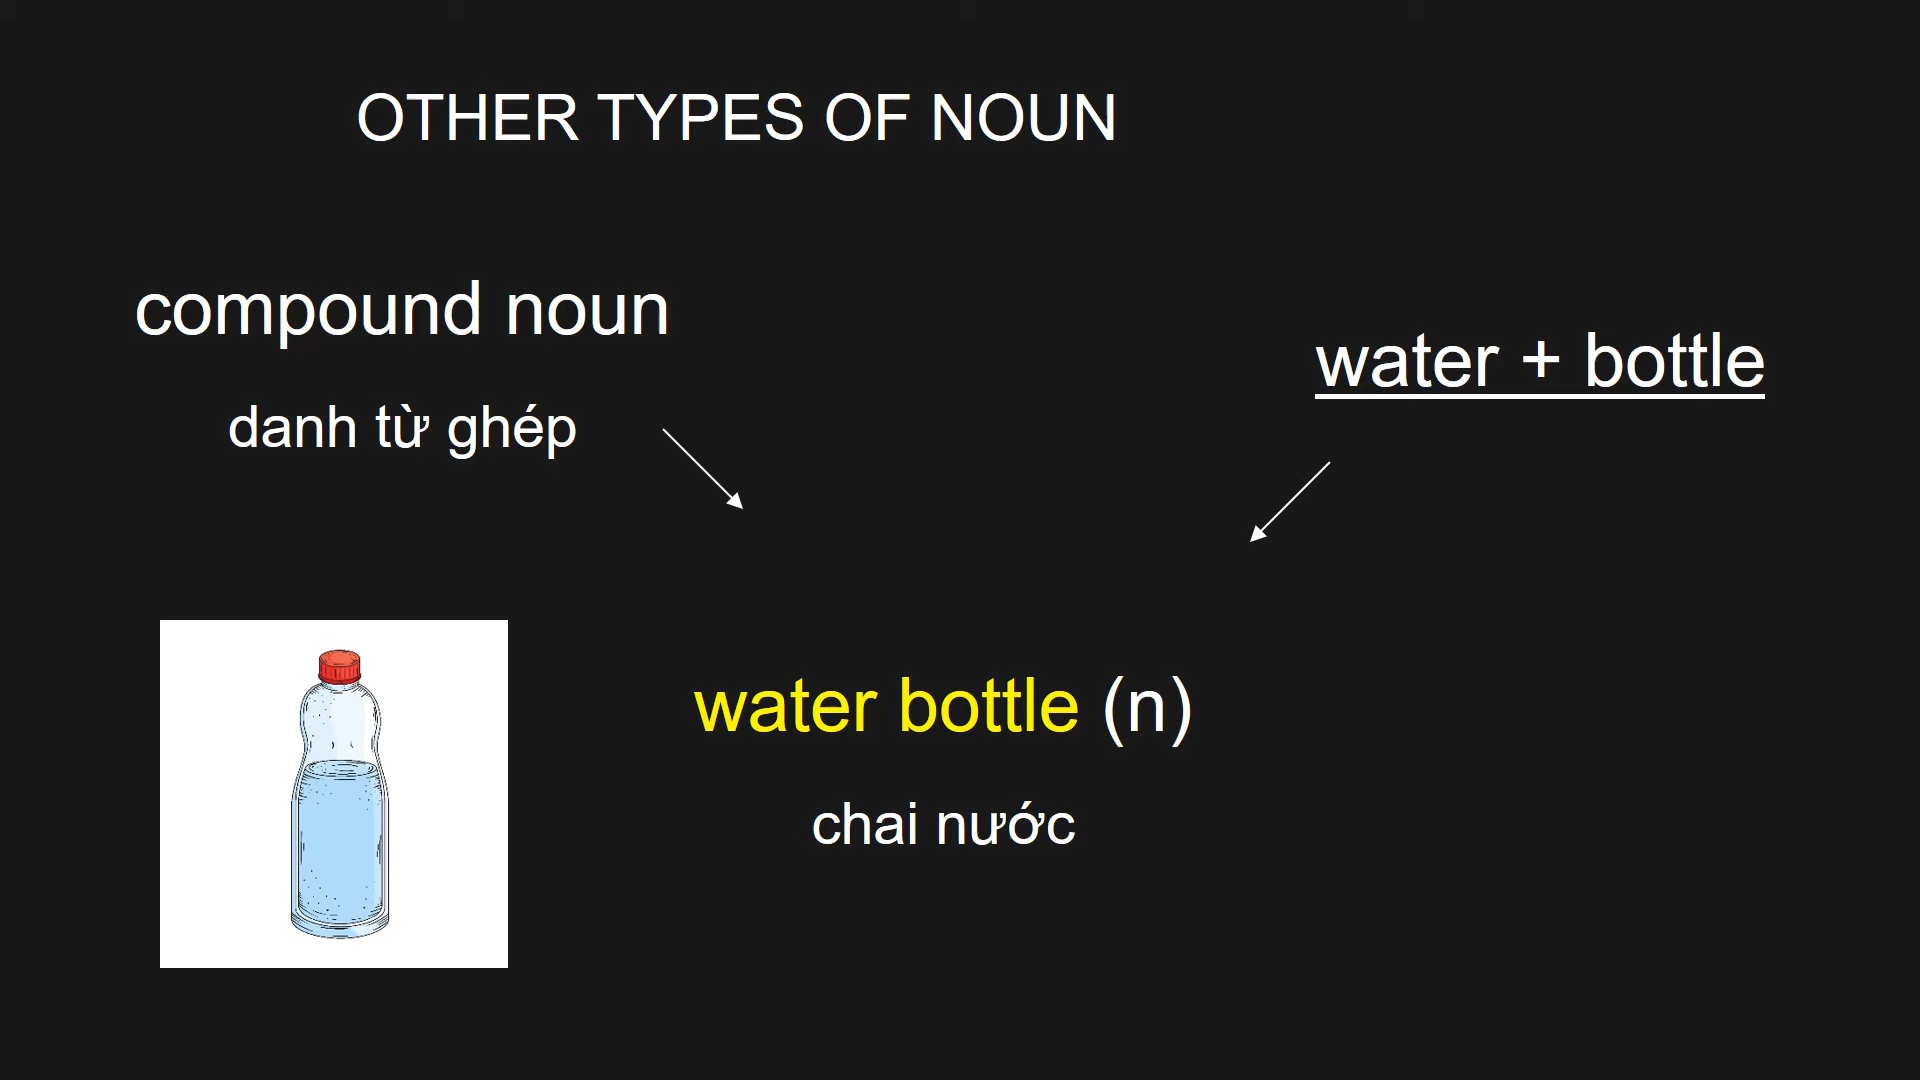 OTHER TYPES OF NOUN
compound noun
danh từ ghép
water + bottle
water bottle (n)
chai nước